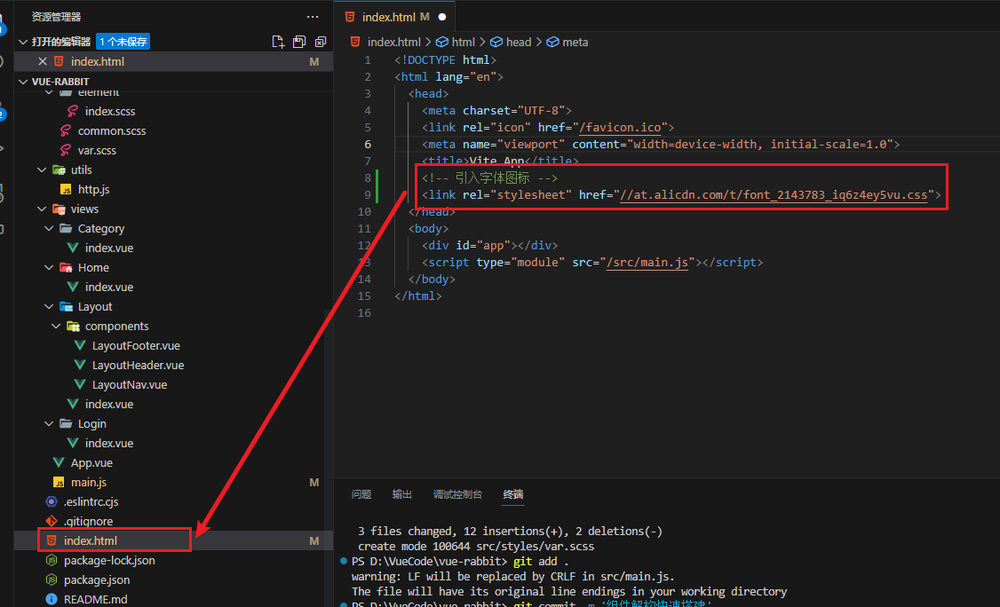 资源管理器
打开的编辑器 1 个未保存
index.html M
VUE-RABBIT
element
index.scss
common.scss
var.scss
utils
http.js
views
Category
index.vue
Home
index.vue
Layout
components
LayoutFooter.vue
LayoutHeader.vue
LayoutNav.vue
index.vue
Login
index.vue
App.vue
main.js M
.eslintrc.cjs
.gitignore
index.html M
package-lock.json
package.json
README.md
index.html M
index.html > html > head > meta
1 <!DOCTYPE html>
2 <html lang="en">
3 <head>
4 <meta charset="UTF-8">
5 <link rel="icon" href="/favicon.ico">
6 <meta name="viewport" content="width=device-width, initial-scale=1.0">
7 <title>Vite App</title>
8 <!-- 引入字体图标 -->
9 <link rel="stylesheet" href="//at.alicdn.com/t/font_2143783_iq6z4ey5vu.css">
10 </head>
11 <body>
12 <div id="app"></div>
13 <script type="module" src="/src/main.js"></script>
14 </body>
15 </html>
16
问题 输出 调试控制台 终端
3 files changed, 12 insertions(+), 2 deletions(-)
create mode 100644 src/styles/var.scss
PS D:\VueCode\vue-rabbit> git add .
warning: LF will be replaced by CRLF in src/main.js.
The file will have its original line endings in your working directory
PS D:\VueCode\vue-rabbit> git commit -m '组件解构快速搭建'